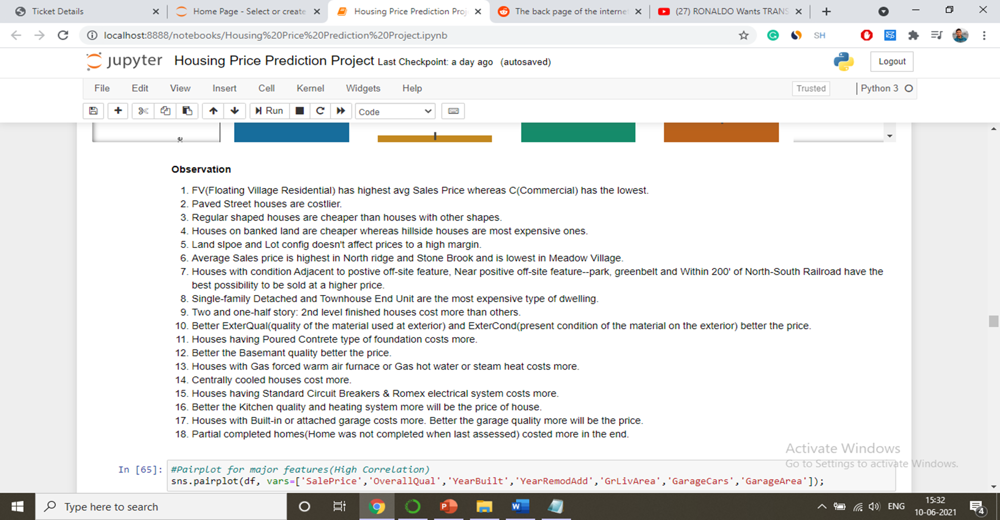 Ticket Details
Home Page - Select or create
Housing Price Prediction Proj
The back page of the internet
(27) RONALDO Wants TRANS
localhost:8888/notebooks/Housing%20Price%20Prediction%20Project.ipynb
SH
jupyter Housing Price Prediction Project Last Checkpoint: a day ago (autosaved)
Logout
File Edit View Insert Cell Kernel Widgets Help
Trusted
Python 3
Run
Code
e
Observation
1. FV(Floating Village Residential) has highest avg Sales Price whereas C(Commercial) has the lowest.
2. Paved Street houses are costlier.
3. Regular shaped houses are cheaper than houses with other shapes.
4. Houses on banked land are cheaper whereas hillside houses are most expensive ones.
5. Land slpoe and Lot config doesn't affect prices to a high margin.
6. Average Sales price is highest in North ridge and Stone Brook and is lowest in Meadow Village.
7. Houses with condition Adjacent to postive off-site feature, Near positive off-site feature--park, greenbelt and Within 200' of North-South Railroad have the
best possibility to be sold at a higher price.
8. Single-family Detached and Townhouse End Unit are the most expensive type of dwelling.
9. Two and one-half story: 2nd level finished houses cost more than others.
10. Better ExterQual(quality of the material used at exterior) and ExterCond(present condition of the material on the exterior) better the price.
11. Houses having Poured Contrete type of foundation costs more.
12. Better the Basemant quality better the price.
13. Houses with Gas forced warm air furnace or Gas hot water or steam heat costs more.
14. Centrally cooled houses cost more.
15. Houses having Standard Circuit Breakers & Romex electrical system costs more.
16. Better the Kitchen quality and heating system more will be the price of house.
17. Houses with Built-in or attached garage costs more. Better the garage quality more will be the price.
18. Partial completed homes(Home was not completed when last assessed) costed more in the end.
Activate Windows
Go to Settings to activate Windows.
In [65]: #Pairplot for major features(High Correlation)
sns.pairplot(df, vars=['SalePrice','OverallQual','YearBuilt','YearRemodAdd','GrLivArea','GarageCars','GarageArea']);
Type here to search
ENG
15:32
10-06-2021
4